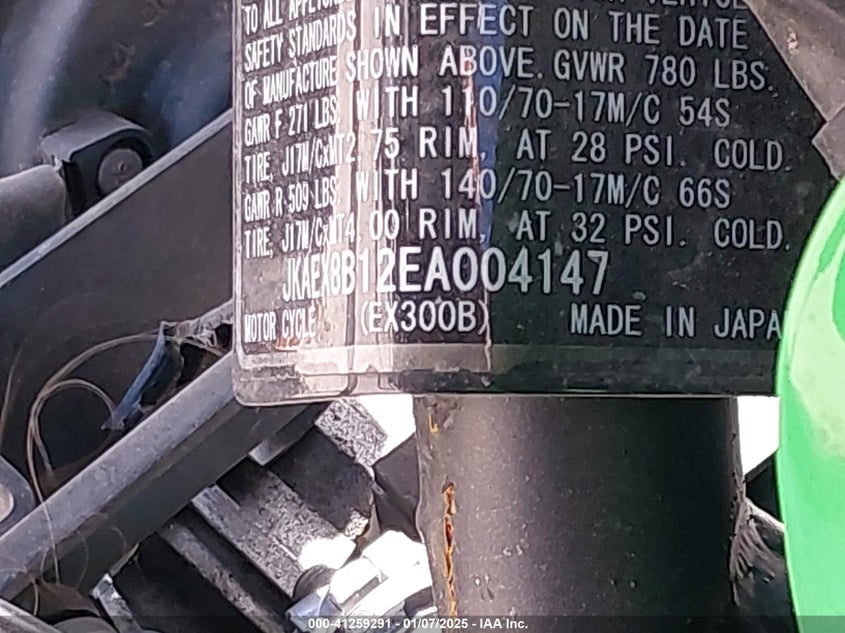 TO ALL APPLICABLE
SAFETY STANDARDS IN EFFECT ON THE DATE
OF MANUFACTURE SHOWN ABOVE. GVWR 780 LBS.
GAWR F 271 LBS WITH 110/70-17M/C 54S
TIRE, J17M/CxMT2.75 RIM, AT 28 PSI. COLD.
GAWR R 509 LBS WITH 140/70-17M/C 66S
TIRE, J17M/CxMT4.00 RIM, AT 32 PSI. COLD.
JKAEX8B12EA004147
MOTOR CYCLE (EX300B) MADE IN JAPA
000-41259291 - 01/07/2025 - IAA Inc.